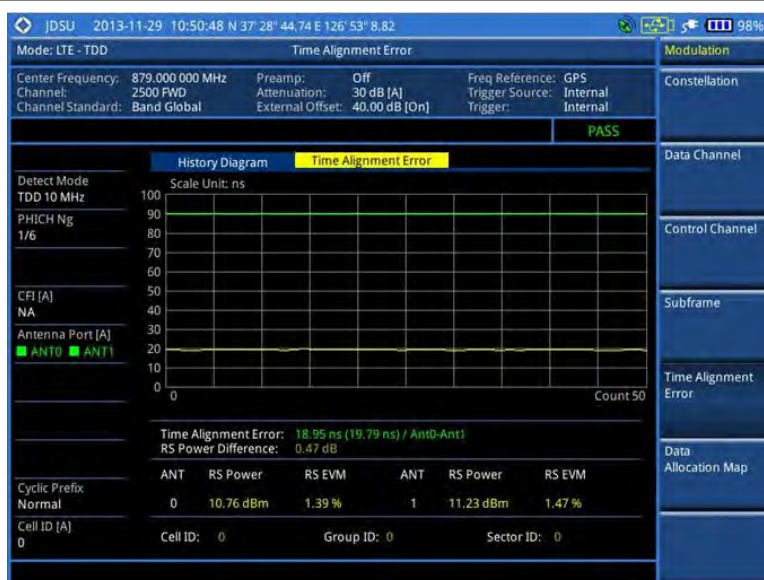 JDSU 2013-11-29 10:50:48 N 37° 28" 44.74 E 126° 53" 8.82 98%
Mode: LTE - TDD Time Alignment Error Modulation
Center Frequency: 879.000 000 MHz Preamp: Off Freq Reference: GPS
Channel: 2500 FWD Attenuation: 30 dB [A] Trigger Source: Internal
Channel Standard: Band Global External Offset: 40.00 dB [On] Trigger: Internal
Constellation
PASS
History Diagram Time Alignment Error
Data Channel
Detect Mode
TDD 10 MHz
Scale Unit: ns
100
90
80
70
60
50
40
30
20
10
0
0 Count 50
PHICH Ng
1/6
Control Channel
CFI [A]
NA
Subframe
Antenna Port [A]
ANT0 ANT1
Time Alignment
Error
Time Alignment Error: 18.95 ns (19.79 ns) / Ant0-Ant1
RS Power Difference: 0.47 dB
Data
Allocation Map
ANT RS Power RS EVM ANT RS Power RS EVM
0 10.76 dBm 1.39 % 1 11.23 dBm 1.47 %
Cyclic Prefix
Normal
Cell ID [A]
0
Cell ID: 0 Group ID: 0 Sector ID: 0